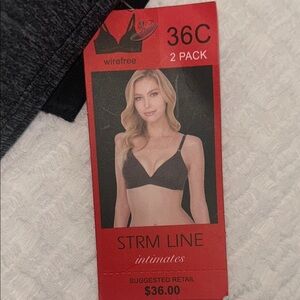 36C
wirefree
2 PACK
STRM LINE
intimates
SUGGESTED RETAIL
$36.00